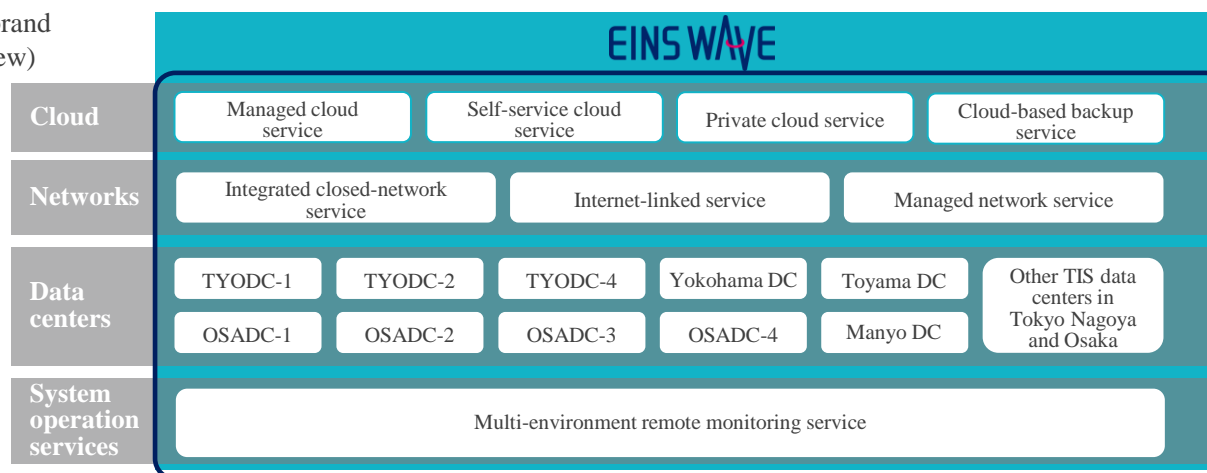 ew)
EINS WAVE
Cloud
Managed cloud
service
Self-service cloud
service
Private cloud service
Cloud-based backup
service
Networks
Integrated closed-network
service
Internet-linked service
Managed network service
Data
centers
TYODC-1
TYODC-2
TYODC-4
Yokohama DC
Toyama DC
OSADC-1
OSADC-2
OSADC-3
OSADC-4
Manyo DC
Other TIS data
centers in
Tokyo Nagoya
and Osaka
System
operation
services
Multi-environment remote monitoring service